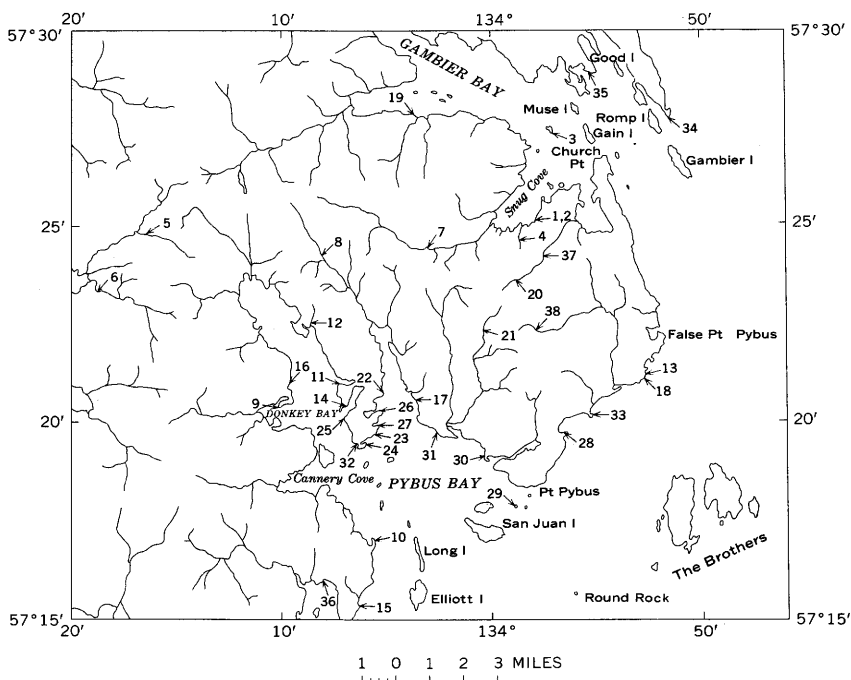 20′ 10′ 134° 50′
57° 30′ 57° 30′
GAMBIER BAY
Good I
35
19
Muse I
Romp I
34
3
Gain I
Church
Pt
Gambier I
Snug Cove
5
25′
1,2
25′
7
4
8
37
6
20
38
12
21
False Pt Pybus
16
13
11
22
18
9
14
17
26
DONKEY BAY
33
20′
20′
25
27
23
28
24
31
32
30
Cannery Cove
PYBUS BAY
29
Pt Pybus
San Juan I
10
Long I
The Brothers
36
15
Elliott I
Round Rock
57° 15′ 57° 15′
20′ 10′ 134° 50′
1 0 1 2 3 MILES